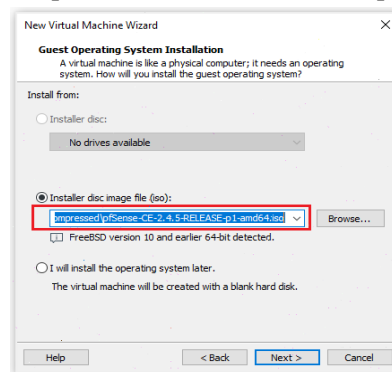 New Virtual Machine Wizard
Guest Operating System Installation
A virtual machine is like a physical computer; it needs an operating
system. How will you install the guest operating system?
Install from:
Installer disc:
No drives available
Installer disc image file (iso):
ompressed\pfSense-CE-2.4.5-RELEASE-p1-amd64.iso
Browse...
FreeBSD version 10 and earlier 64-bit detected.
I will install the operating system later.
The virtual machine will be created with a blank hard disk.
Help
< Back
Next >
Cancel